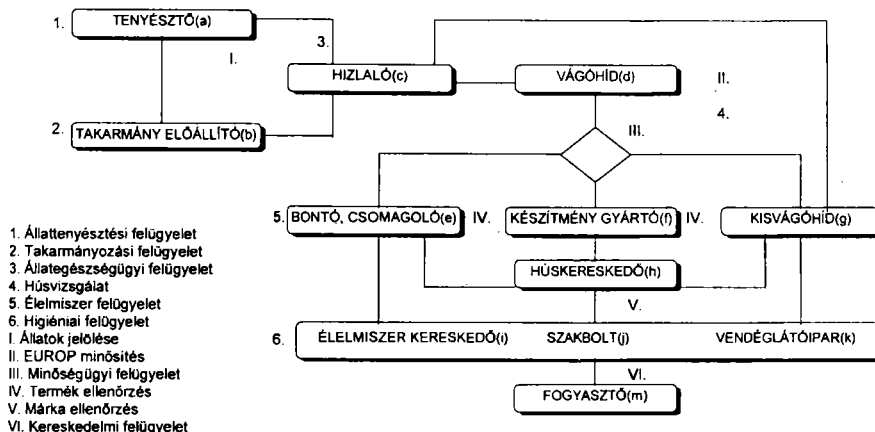 1. TENYÉSZTŐ(a)
I.
3.
HIZLALÓ(c)
VÁGÓHÍD(d)
II.
4.
2. TAKARMÁNY ELŐÁLLÍTÓ(b)
III.
5. BONTÓ, CSOMAGOLÓ(e) IV. KÉSZÍTMÉNY GYÁRTÓ(f) IV. KISVÁGÓHÍD(g)
HÚSKERESKEDŐ(h)
V.
6. ÉLELMISZER KERESKEDŐ(i) SZAKBOLT(j) VENDÉGLÁTÓIPAR(k)
VI.
FOGYASZTŐ(m)
1. Állattenyésztési felügyelet
2. Takarmányozási felügyelet
3. Állategészségügyi felügyelet
4. Húsvizsgálat
5. Élelmiszer felügyelet
6. Higiéniai felügyelet
I. Állatok jelölése
II. EUROP minősítés
III. Minőségügyi felügyelet
IV. Termék ellenőrzés
V. Márka ellenőrzés
VI. Kereskedelmi felügyelet